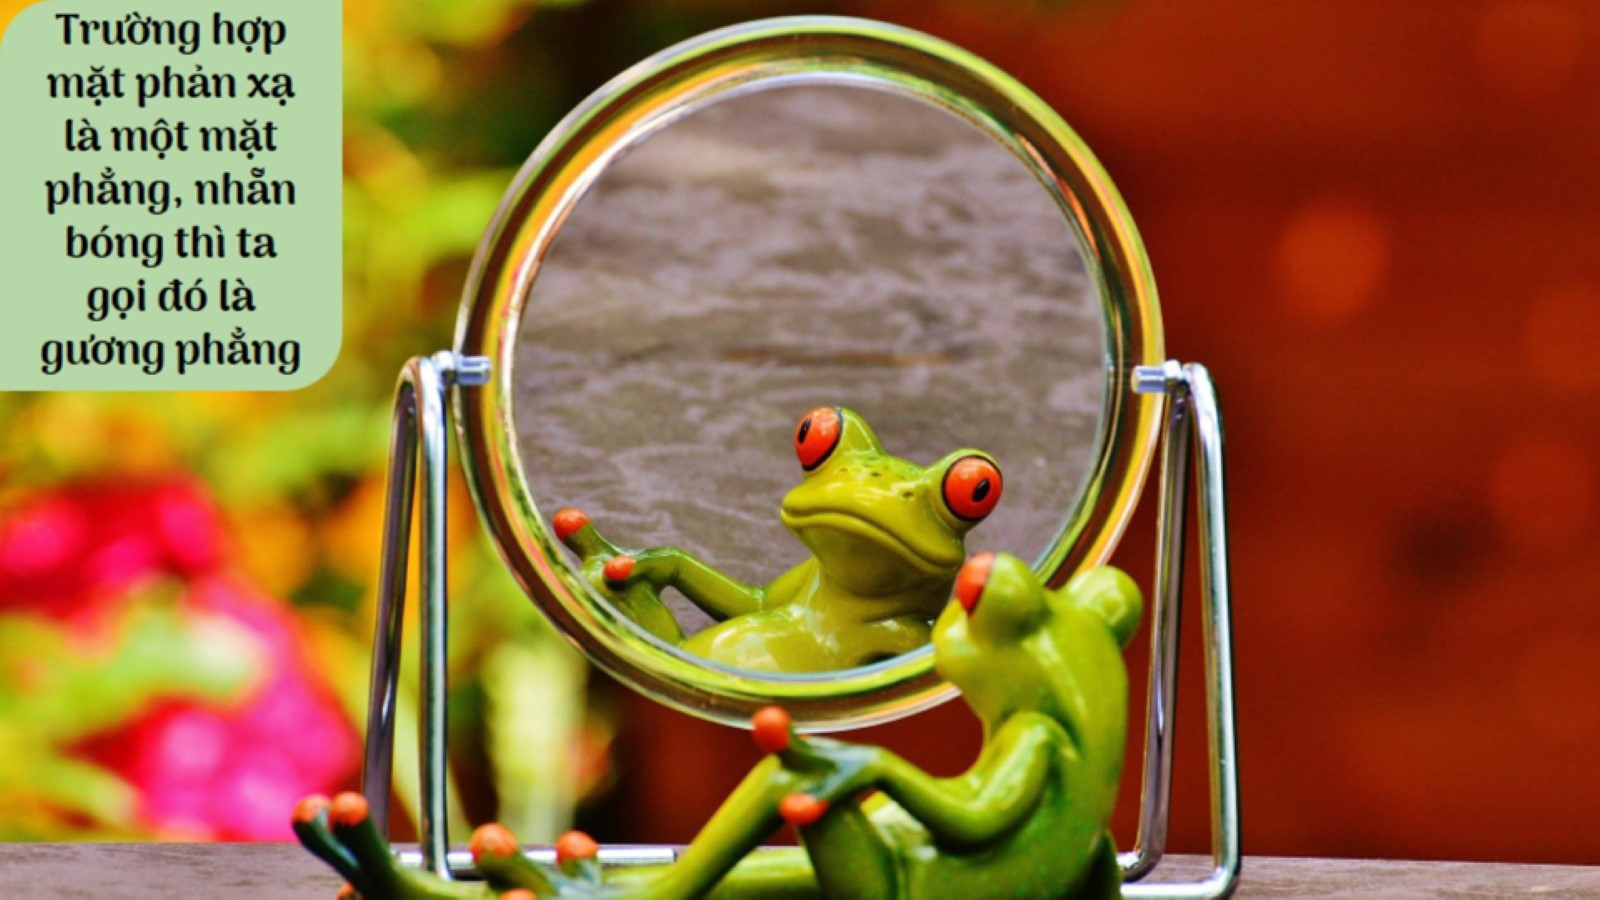 Trường hợp
mặt phản xạ
là một mặt
phẳng, nhẵn
bóng thì ta
gọi đó là
gương phẳng